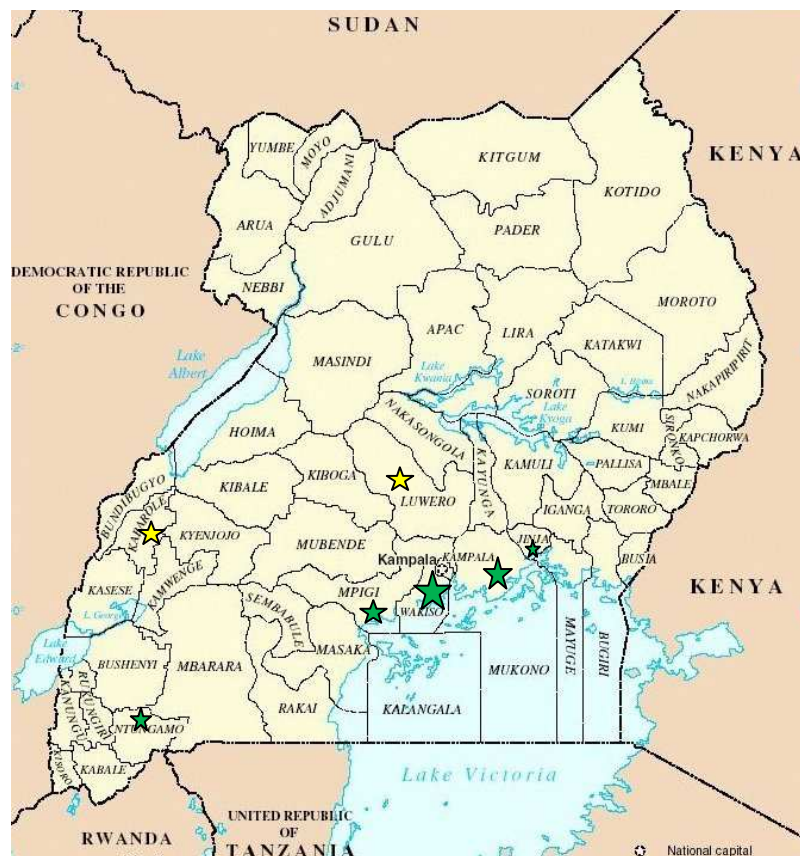 SUDAN
4°
YUMBE
MOYO
ADJUMANI
KITGUM
KENYA
KOTIDO
ARUA
GULU
PADER
DEMOCRATIC REPUBLIC
OF THE
CONGO
NEBBI
MOROTO
APAC
LIRA
KATAKWI
2°
Lake
Albert
MASINDI
Lake
Kwania
NAKAPIRIPIRIT
SOROTI
Lake
Kyoga
NAKASONGOLA
HOIMA
KUMI
SIRONKO
KAPCHORWA
KAYUNGA
KAMULI
PALLISA
BUNDIBUGYO
KIBALE
KIBOGA
LUWERO
MBALE
KABAROLE
IGANGA
TORORO
KYENJOJO
MUBENDE
JINJA
Kampala
KAMPALA
BUSIA
KASESE
KAMWENGE
MPIGI
KENYA
0°
L. George
SEMBABULE
WAKISO
MASAKA
Lake
Edward
BUSHENYI
MBARARA
MUKONO
MAYUGE
BUGIRI
KANUNGU
RUKUNGIRI
RAKAI
KALANGALA
NTUNGAMO
KISORO
KABALE
Lake Victoria
UNITED REPUBLIC
OF
TANZANIA
RWANDA
National capital